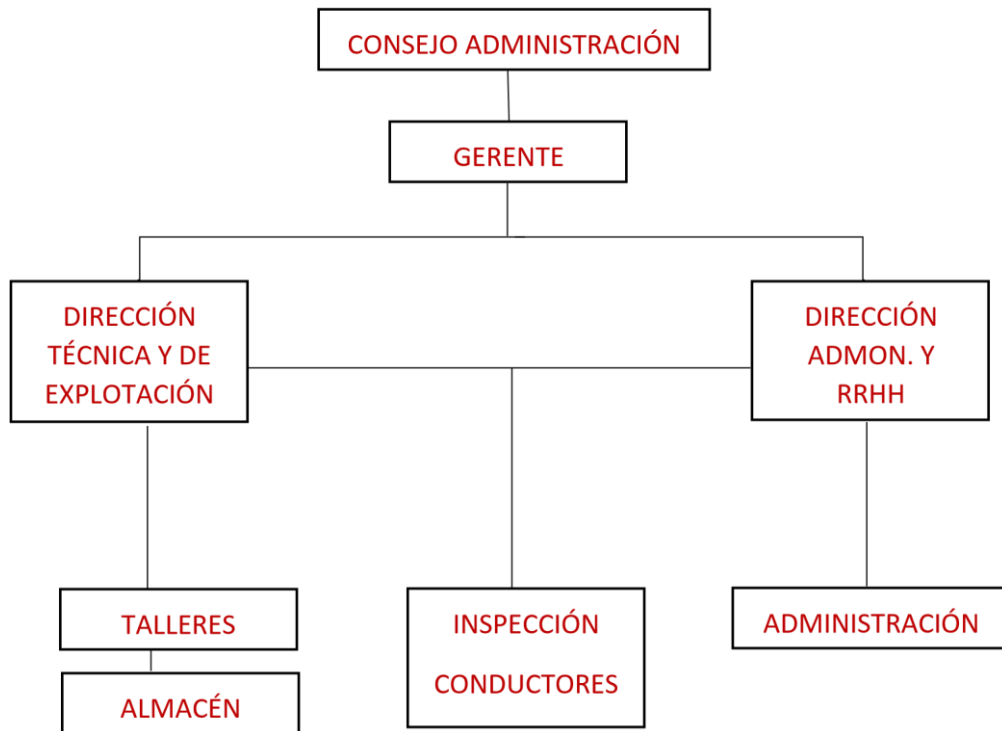 CONSEJO ADMINISTRACIÓN
GERENTE
DIRECCIÓN
TÉCNICA Y DE
EXPLOTACIÓN
DIRECCIÓN
ADMON. Y
RRHH
TALLERES
INSPECCIÓN
CONDUCTORES
ADMINISTRACIÓN
ALMACÉN